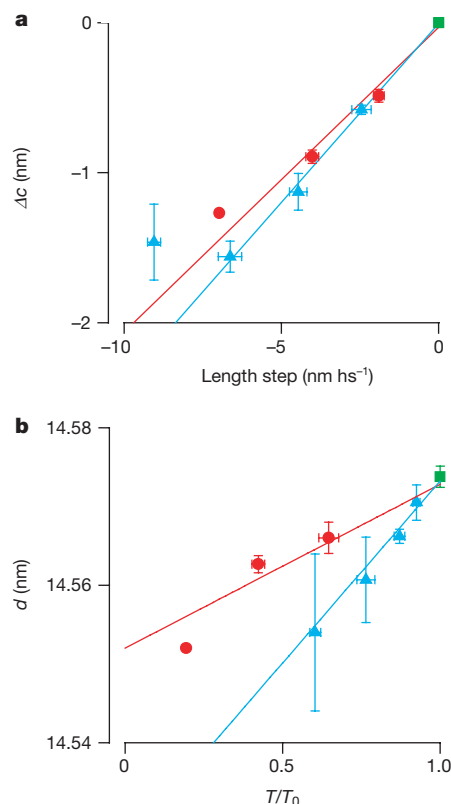 a
0
−1
−2
Δc (nm)
−10
−5
0
Length step (nm hs⁻¹)
b
14.58
14.56
14.54
d (nm)
0
0.5
1.0
T/T₀